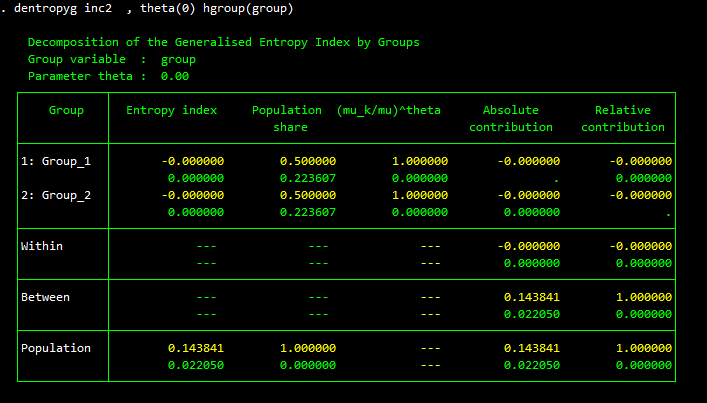 . dentropyg inc2  , theta(0) hgroup(group)
Decomposition of the Generalised Entropy Index by Groups
Group variable  :  group
Parameter theta :  0.00
Group Entropy index Population (mu_k/mu)^theta Absolute Relative
share contribution contribution
1: Group_1 -0.000000 0.500000 1.000000 -0.000000 -0.000000
0.000000 0.223607 0.000000 . 0.000000
2: Group_2 -0.000000 0.500000 1.000000 -0.000000 -0.000000
0.000000 0.223607 0.000000 0.000000 .
Within --- --- --- -0.000000 -0.000000
--- --- --- 0.000000 0.000000
Between --- --- --- 0.143841 1.000000
--- --- --- 0.022050 0.000000
Population 0.143841 1.000000 --- 0.143841 1.000000
0.022050 0.000000 --- 0.022050 0.000000